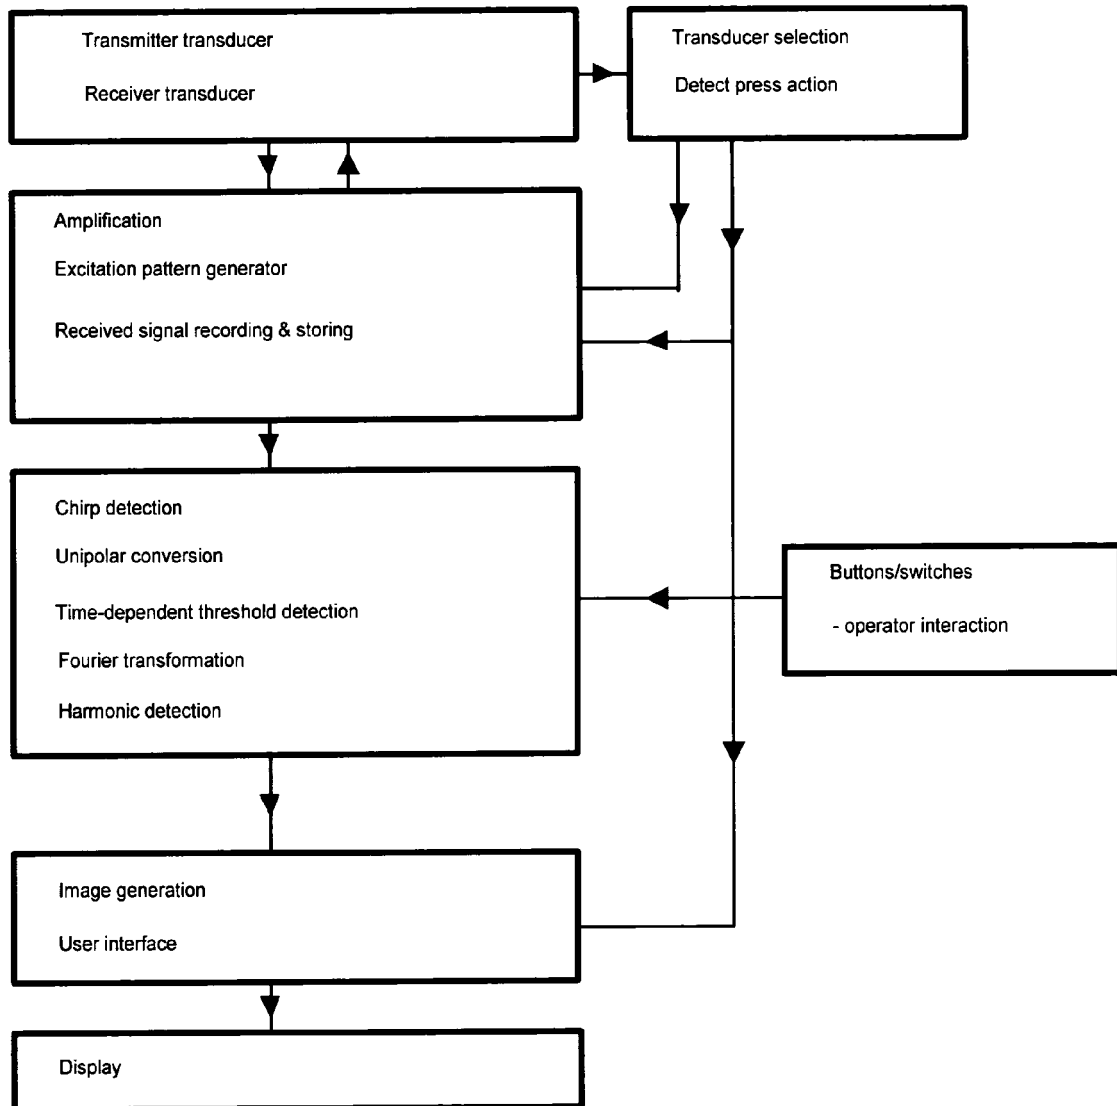 Transmitter transducer
Receiver transducer
Transducer selection
Detect press action
Amplification
Excitation pattern generator
Received signal recording & storing
Chirp detection
Unipolar conversion
Time-dependent threshold detection
Fourier transformation
Harmonic detection
Buttons/switches
- operator interaction
Image generation
User interface
Display